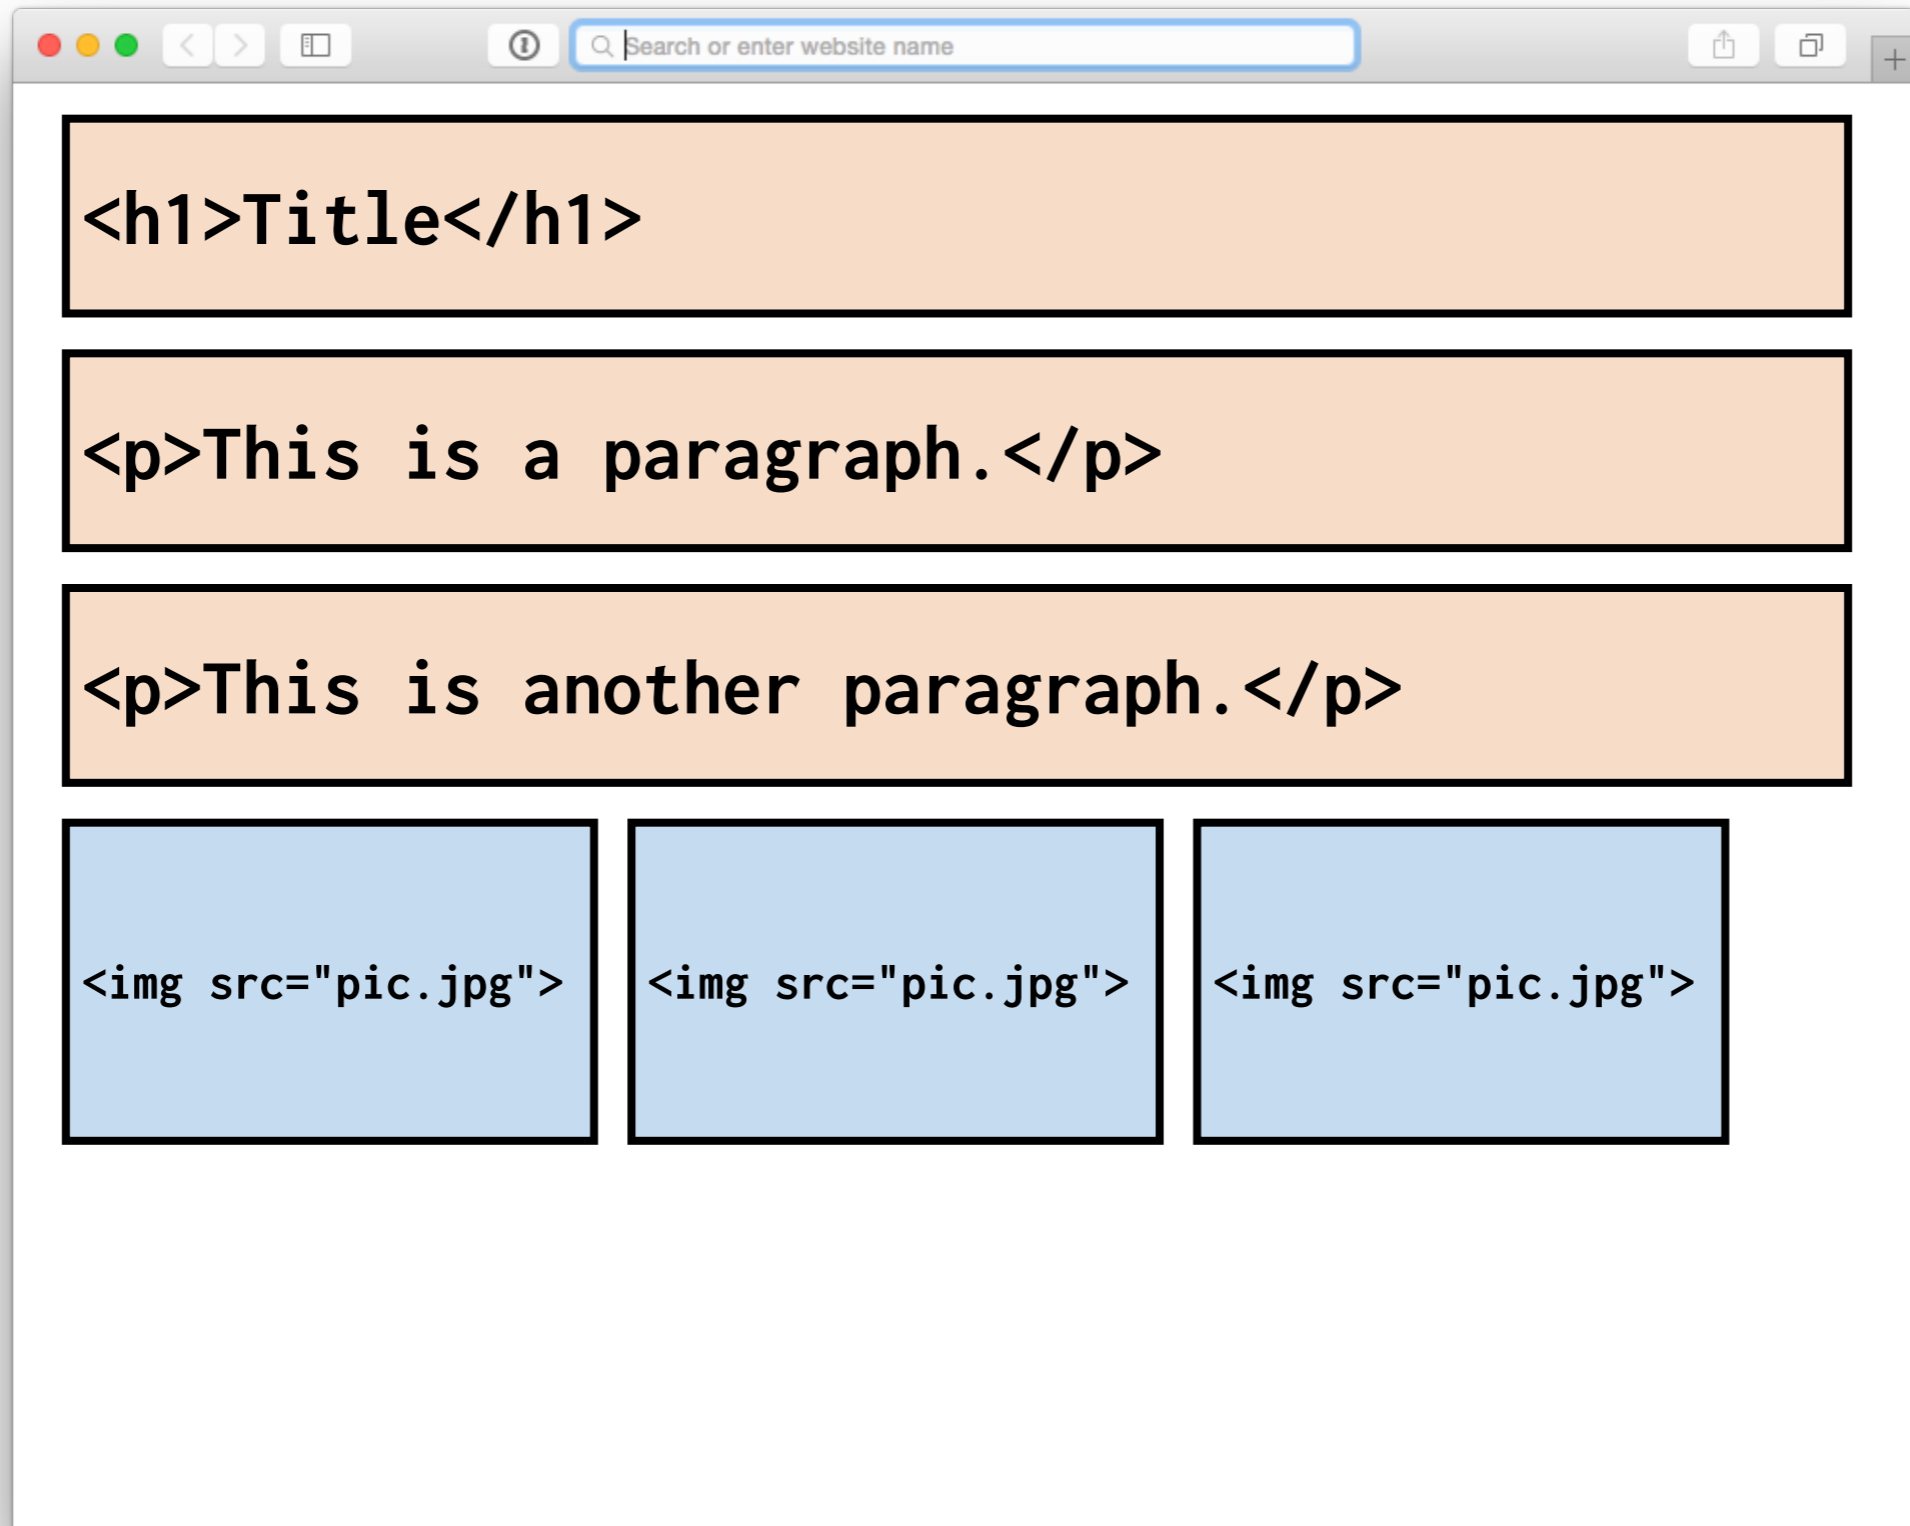 Search or enter website name
<h1>Title</h1>
<p>This is a paragraph.</p>
<p>This is another paragraph.</p>
<img src="pic.jpg"> <img src="pic.jpg"> <img src="pic.jpg">